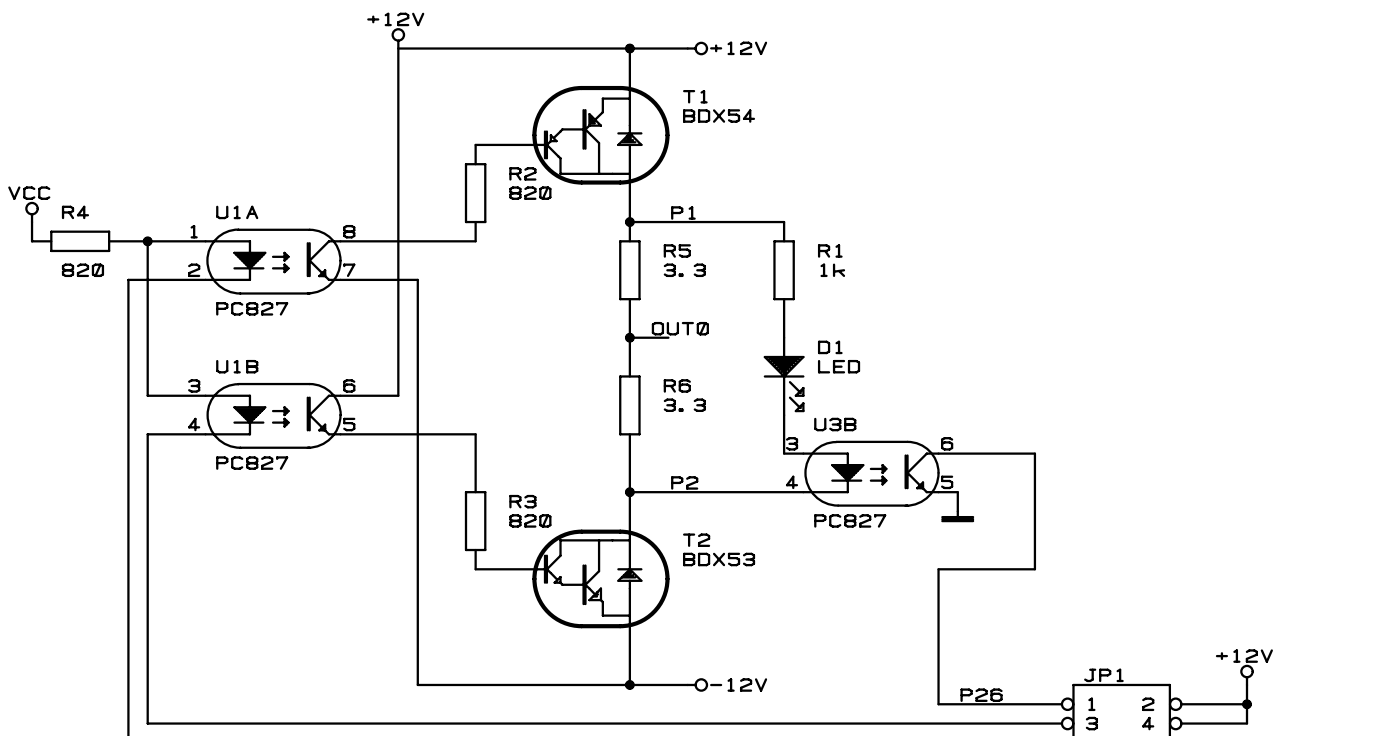 +12V
+12V
T1
BDX54
R2
820
VCC
R4
820
U1A
1
8
2
7
PC827
P1
R5
3.3
R1
1k
OUT0
D1
LED
U1B
3
6
4
5
PC827
R6
3.3
U3B
3
6
4
5
PC827
P2
R3
820
T2
BDX53
-12V
+12V
JP1
P26
1
2
3
4